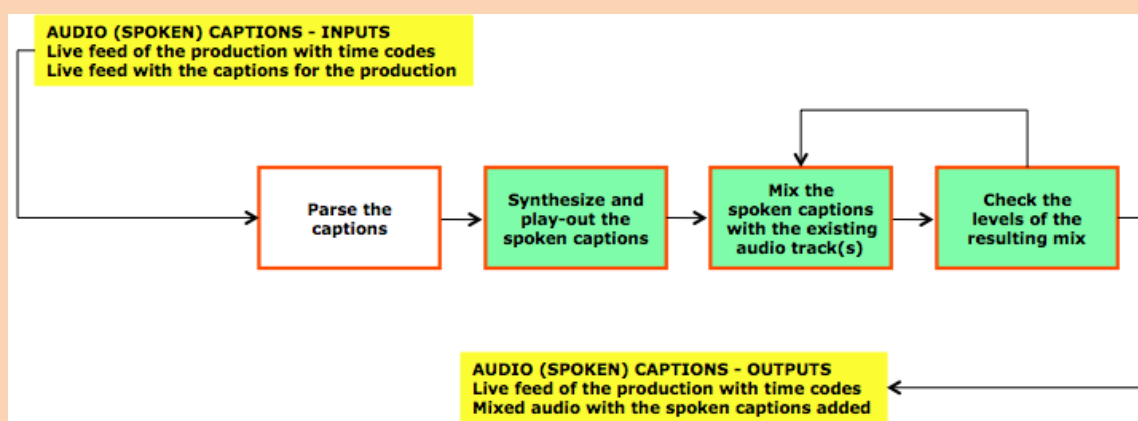 AUDIO (SPOKEN) CAPTIONS - INPUTS
Live feed of the production with time codes
Live feed with the captions for the production
Parse the
captions
Synthesize and
play-out the
spoken captions
Mix the
spoken captions
with the existing
audio track(s)
Check the
levels of the
resulting mix
AUDIO (SPOKEN) CAPTIONS - OUTPUTS
Live feed of the production with time codes
Mixed audio with the spoken captions added